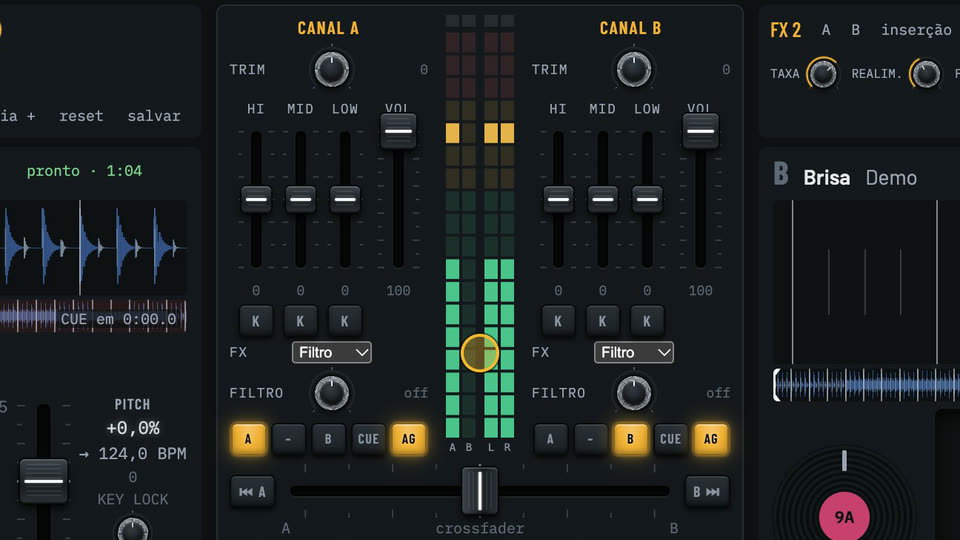 CANAL A
TRIM 0
HI MID LOW VOL
0 0 0 100
K K K
FX Filtro
FILTRO off
A - B CUE AG
⏮ A
A B L R
CANAL B
TRIM 0
HI MID LOW VOL
0 0 0 100
K K K
FX Filtro
FILTRO off
A - B CUE AG
B ⏭
A crossfader B
ia + reset salvar
pronto · 1:04
CUE em 0:00.0
5
PITCH
+0,0%
→ 124,0 BPM
0
KEY LOCK
FX 2 A B inserção
TAXA REALIM. F
B Brisa Demo
9A